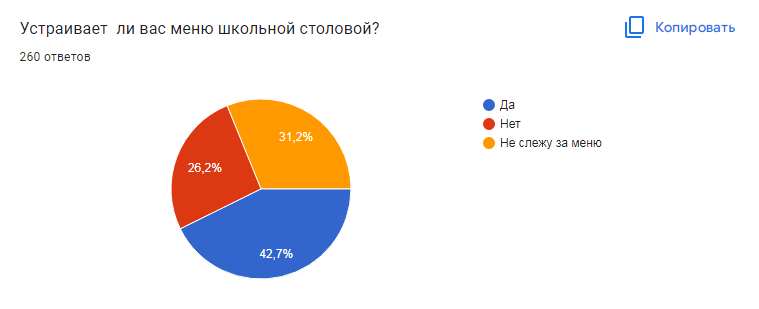 Устраивает  ли вас меню школьной столовой?
Копировать
260 ответов
Да
Нет
Не слежу за меню
31,2%
26,2%
42,7%